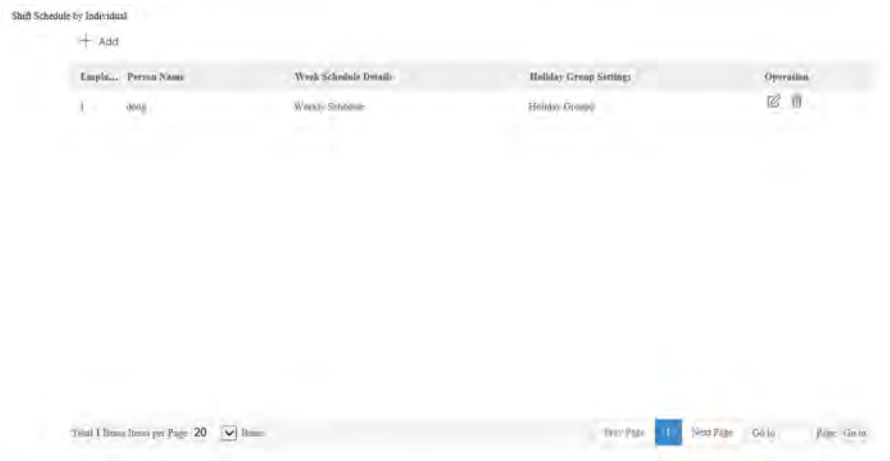 Shift Schedule by Individual
+ Add
Emplo... Person Name Week Schedule Details Holiday Group Settings Operation
1 dong Weekly Schedule Holiday Group
Total 1 Items Items per Page 20 Items Prev Page 1 Next Page Go to Page Go to